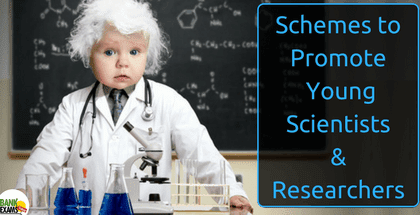 Schemes to
Promote
Young
Scientists
&
Researchers
BANK
EXAMS